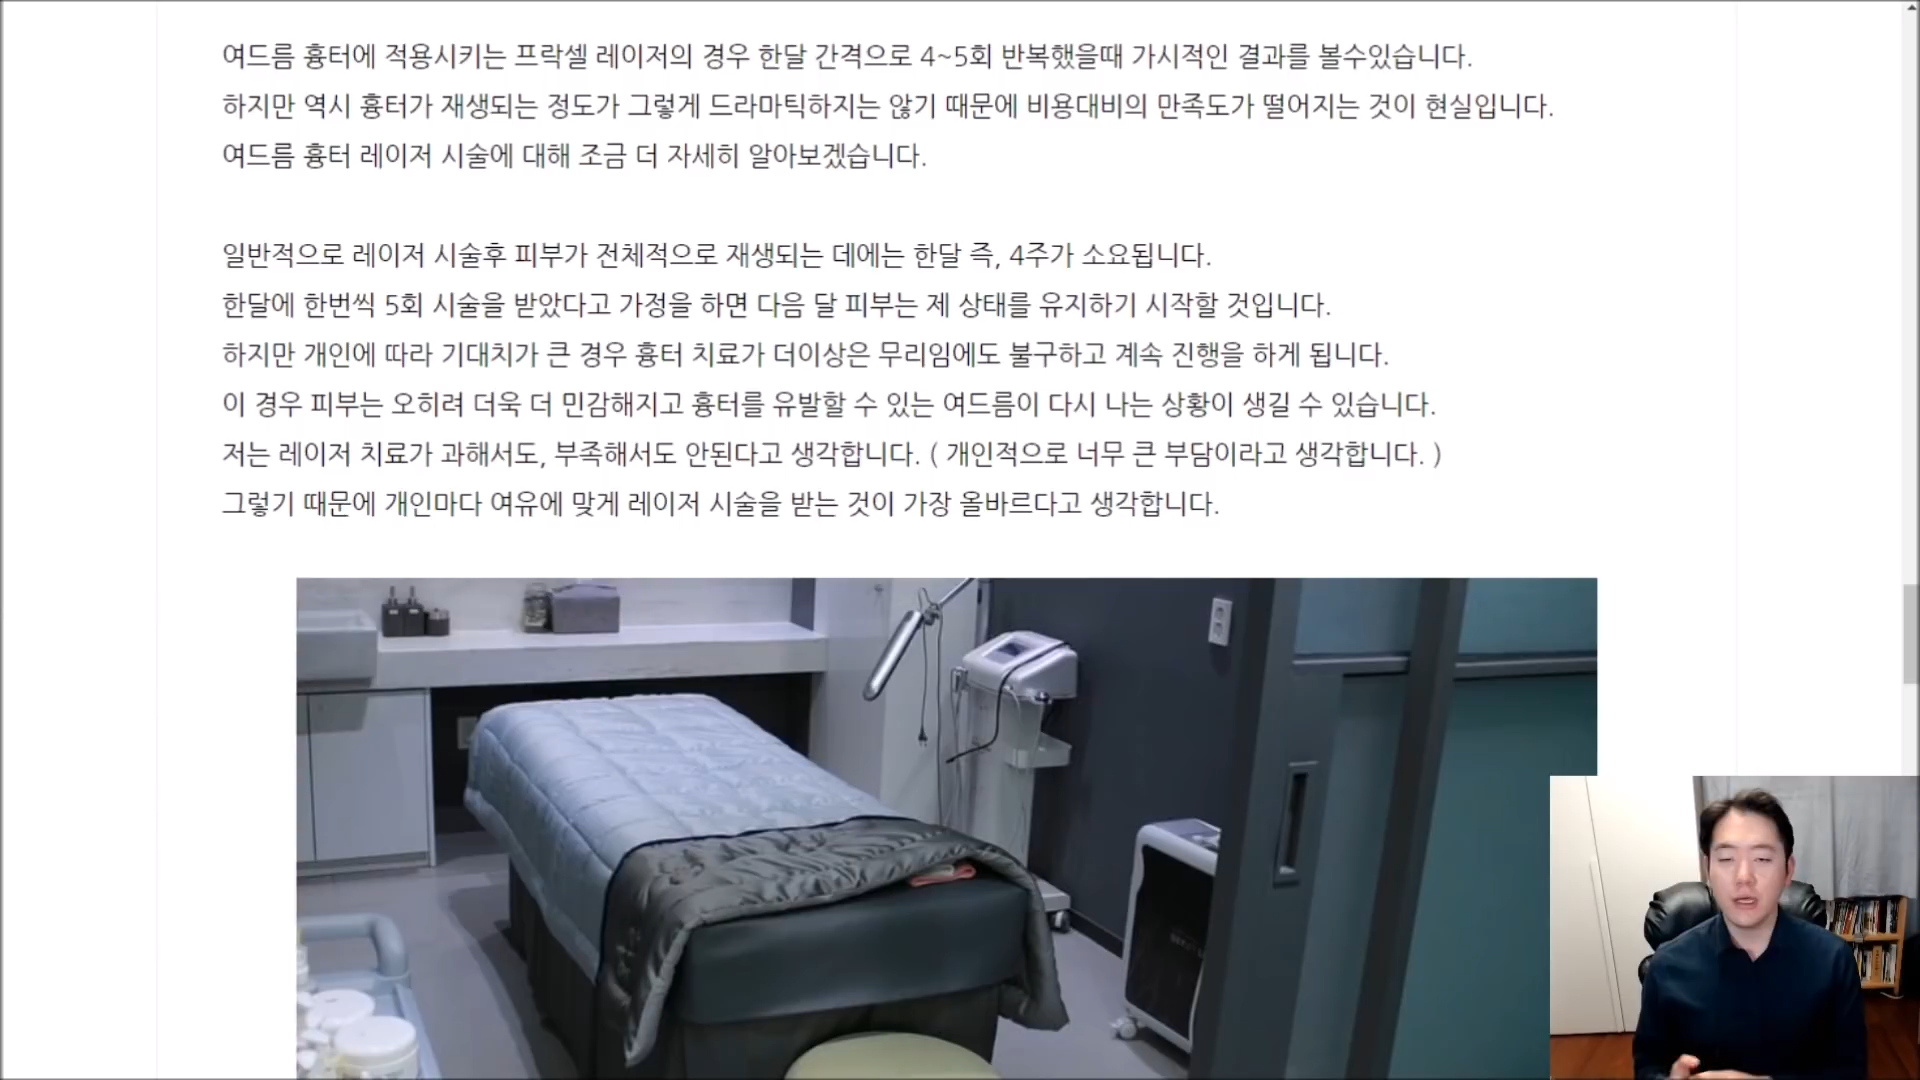 여드름 흉터에 적용시키는 프락셀 레이저의 경우 한달 간격으로 4~5회 반복했을때 가시적인 결과를 볼수있습니다.
하지만 역시 흉터가 재생되는 정도가 그렇게 드라마틱하지는 않기 때문에 비용대비의 만족도가 떨어지는 것이 현실입니다.
여드름 흉터 레이저 시술에 대해 조금 더 자세히 알아보겠습니다.
일반적으로 레이저 시술후 피부가 전체적으로 재생되는 데에는 한달 즉, 4주가 소요됩니다.
한달에 한번씩 5회 시술을 받았다고 가정을 하면 다음 달 피부는 제 상태를 유지하기 시작할 것입니다.
하지만 개인에 따라 기대치가 큰 경우 흉터 치료가 더이상은 무리임에도 불구하고 계속 진행을 하게 됩니다.
이 경우 피부는 오히려 더욱 더 민감해지고 흉터를 유발할 수 있는 여드름이 다시 나는 상황이 생길 수 있습니다.
저는 레이저 치료가 과해서도, 부족해서도 안된다고 생각합니다. ( 개인적으로 너무 큰 부담이라고 생각합니다. )
그렇기 때문에 개인마다 여유에 맞게 레이저 시술을 받는 것이 가장 올바르다고 생각합니다.